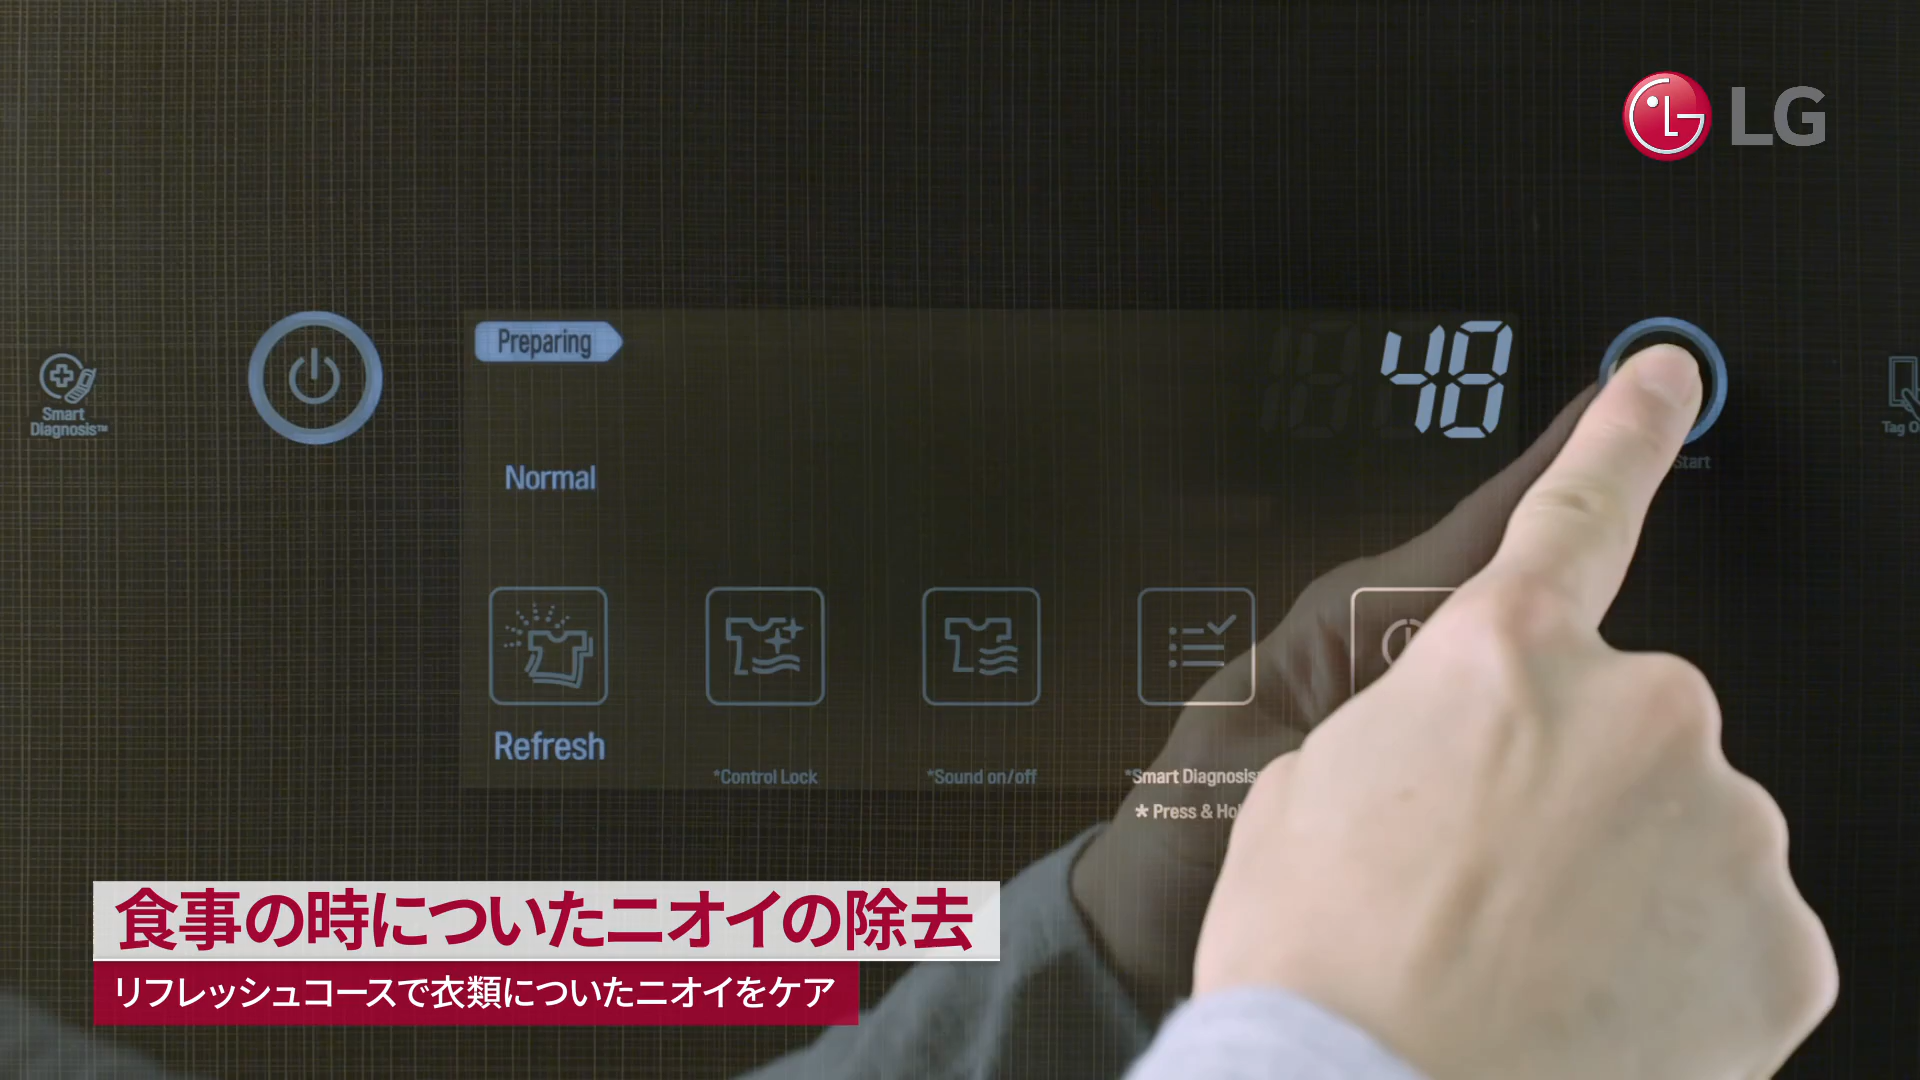 LG
Preparing
48
Smart
Diagnosis™
Start
Normal
Refresh
*Control Lock
*Sound on/off
*Smart Diagnosis
* Press &
食事の時についたニオイの除去
リフレッシュコースで衣類についたニオイをケア